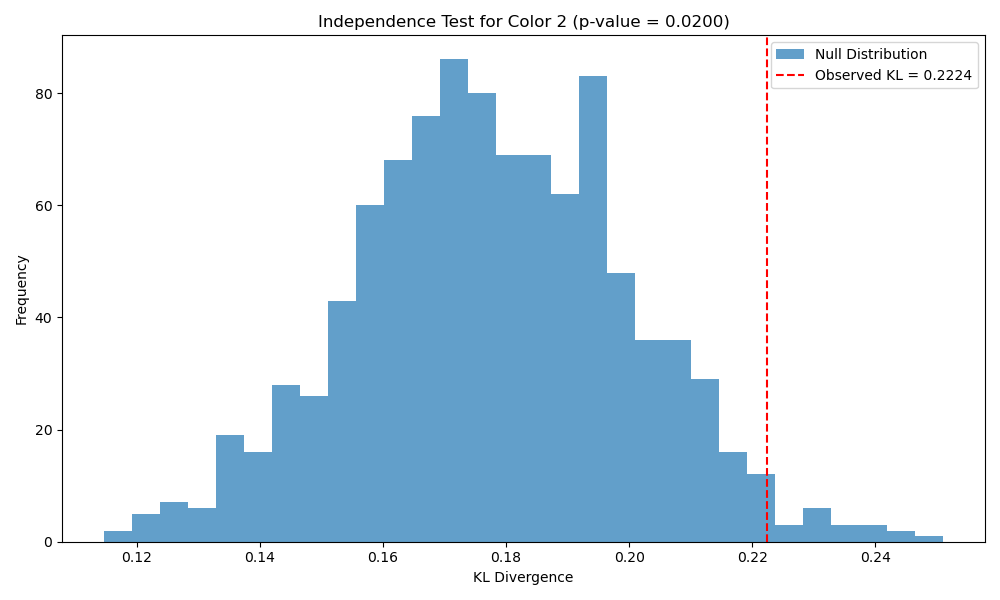 Independence Test for Color 2 (p-value = 0.0200)
Null Distribution
Observed KL = 0.2224
Frequency
80
60
40
20
0
0.12 0.14 0.16 0.18 0.20 0.22 0.24
KL Divergence